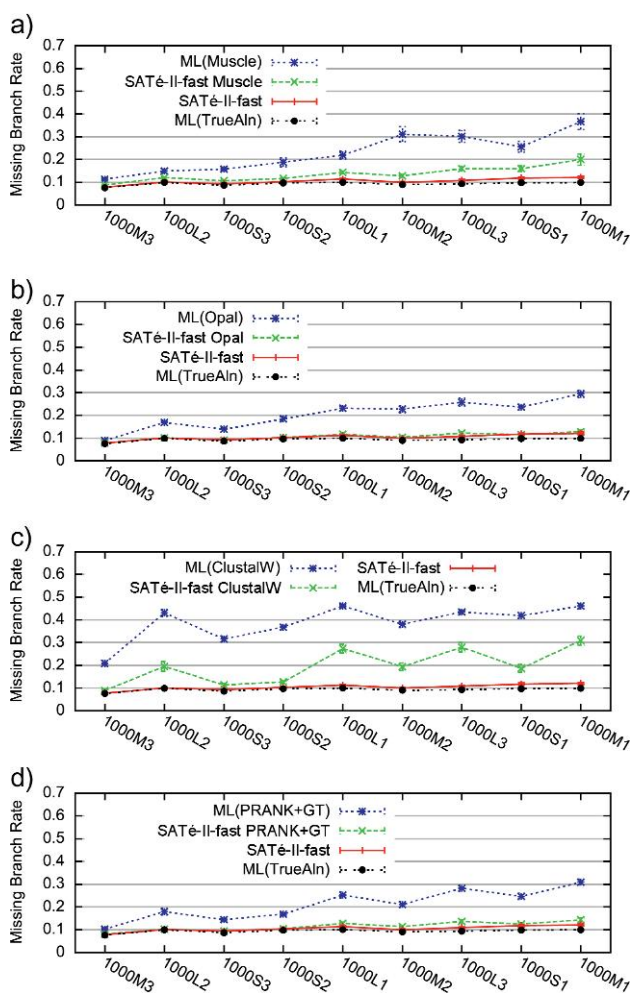 a)
Missing Branch Rate
0.7
0.6
0.5
0.4
0.3
0.2
0.1
0
ML(Muscle)
SATé-II-fast Muscle
SATé-II-fast
ML(TrueAln)
1000M3
1000L2
1000S3
1000S2
1000L1
1000M2
1000L3
1000S1
1000M1
b)
Missing Branch Rate
0.7
0.6
0.5
0.4
0.3
0.2
0.1
0
ML(Opal)
SATé-II-fast Opal
SATé-II-fast
ML(TrueAln)
1000M3
1000L2
1000S3
1000S2
1000L1
1000M2
1000L3
1000S1
1000M1
c)
Missing Branch Rate
0.7
0.6
0.5
0.4
0.3
0.2
0.1
0
ML(ClustalW) SATé-II-fast
SATé-II-fast ClustalW ML(TrueAln)
1000M3
1000L2
1000S3
1000S2
1000L1
1000M2
1000L3
1000S1
1000M1
d)
Missing Branch Rate
0.7
0.6
0.5
0.4
0.3
0.2
0.1
0
ML(PRANK+GT)
SATé-II-fast PRANK+GT
SATé-II-fast
ML(TrueAln)
1000M3
1000L2
1000S3
1000S2
1000L1
1000M2
1000L3
1000S1
1000M1